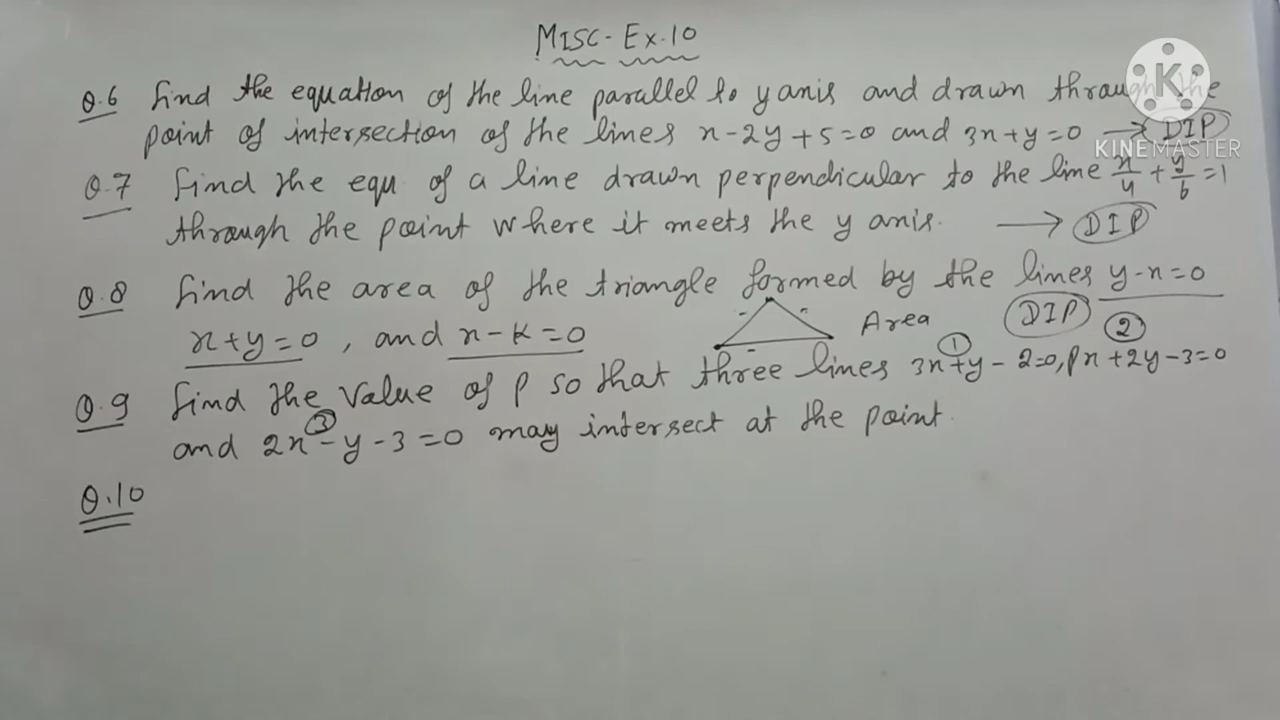 MISC- Ex.10
Q.6 find the equation of the line parallel to y axis and drawn through the
point of intersection of the lines x-2y+5=0 and 3x+y=0 → DIP
KINEMASTER
Q.7 find the equ of a line drawn perpendicular to the line x/4 + y/6 = 1
through the point where it meets the y axis. → DIP
Q.8 find the area of the triangle formed by the lines y-x=0
x+y=0, and x-k=0 Area DIP
Q.9 find the value of p so that three lines 3x+y-2=0, px+2y-3=0 ① ②
and 2x-y-3=0 may intersect at the point. ③
Q.10